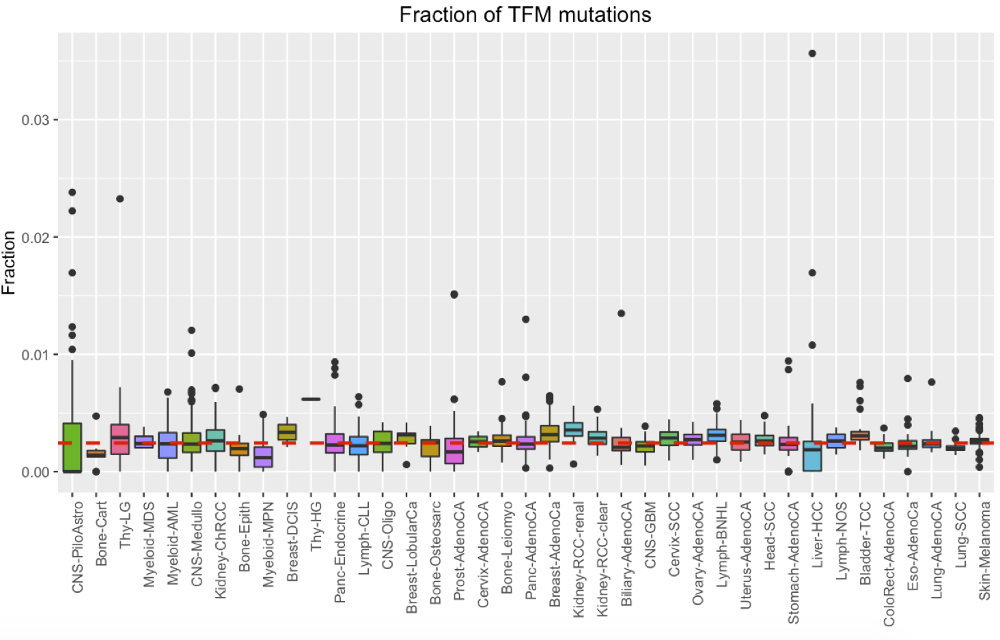 Fraction of TFM mutations
Fraction
0.03
0.02
0.01
0.00
CNS-PiloAstro
Bone-Cart
Thy-LG
Myeloid-MDS
Myeloid-AML
CNS-Medullo
Kidney-ChRCC
Bone-Epith
Myeloid-MPN
Breast-DCIS
Thy-HG
Panc-Endocrine
Lymph-CLL
CNS-Oligo
Breast-LobularCa
Bone-Osteosarc
Prost-AdenoCA
Cervix-AdenoCA
Bone-Leiomyo
Panc-AdenoCA
Breast-AdenoCa
Kidney-RCC-renal
Kidney-RCC-clear
Biliary-AdenoCA
CNS-GBM
Cervix-SCC
Ovary-AdenoCA
Lymph-BNHL
Uterus-AdenoCA
Head-SCC
Stomach-AdenoCA
Liver-HCC
Lymph-NOS
Bladder-TCC
ColoRect-AdenoCA
Eso-AdenoCa
Lung-AdenoCA
Lung-SCC
Skin-Melanoma